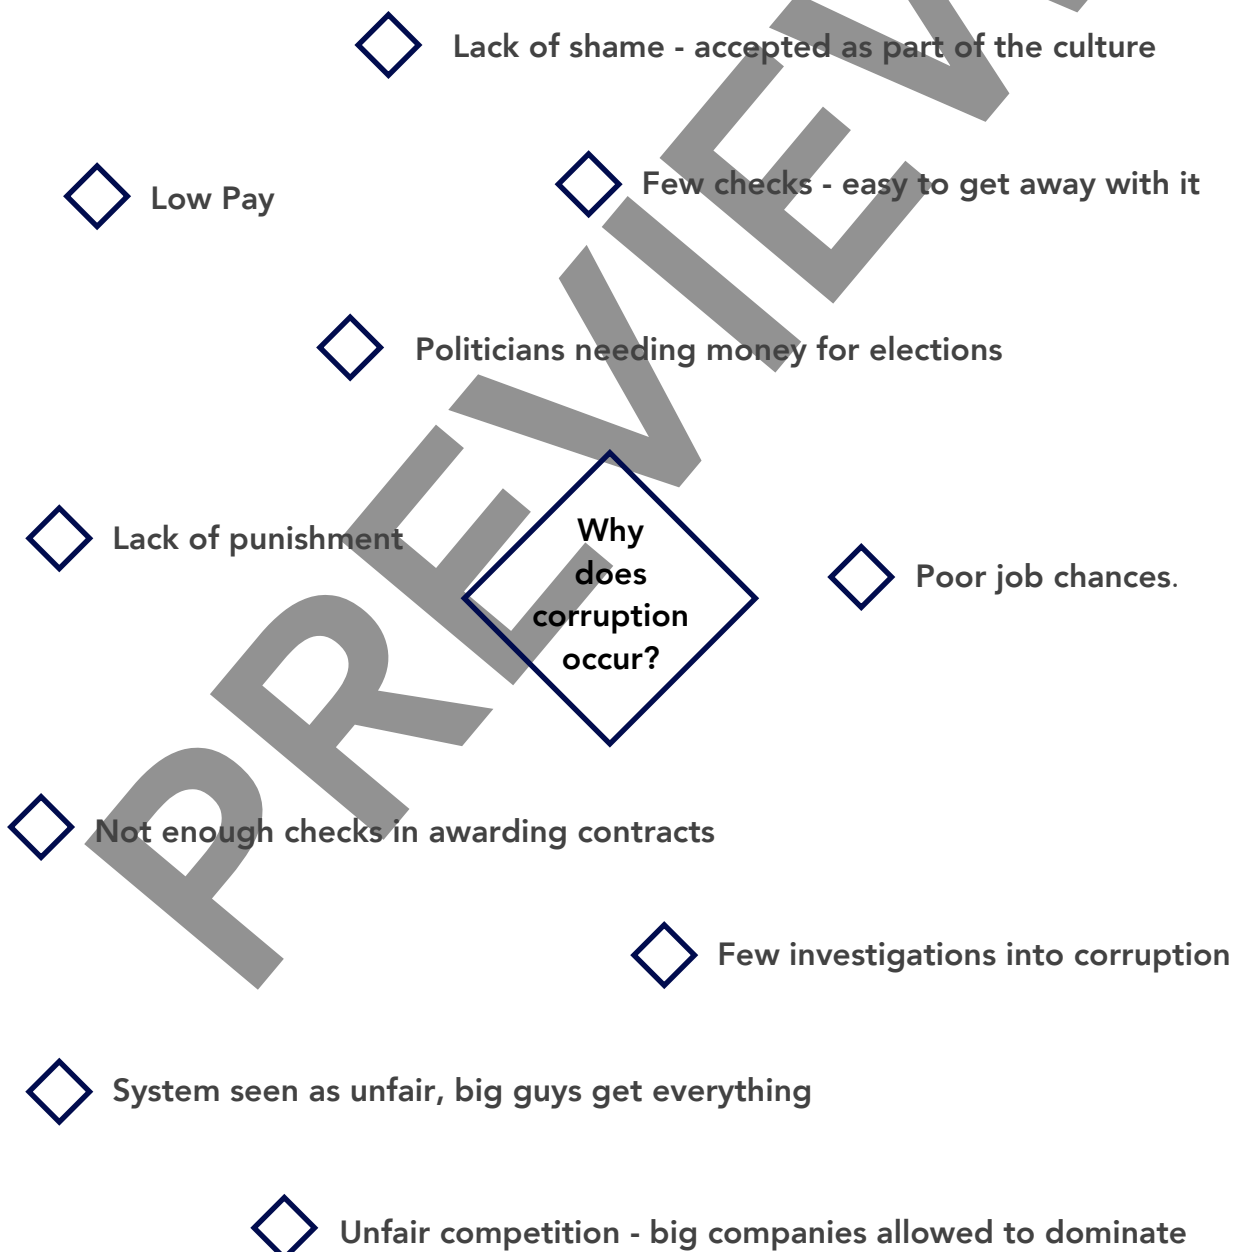 Lack of shame - accepted as part of the culture
Few checks - easy to get away with it
Low Pay
Politicians needing money for elections
Lack of punishment
Why
does
corruption
occur?
Poor job chances.
Not enough checks in awarding contracts
Few investigations into corruption
System seen as unfair, big guys get everything
Unfair competition - big companies allowed to dominate
PREVIEW